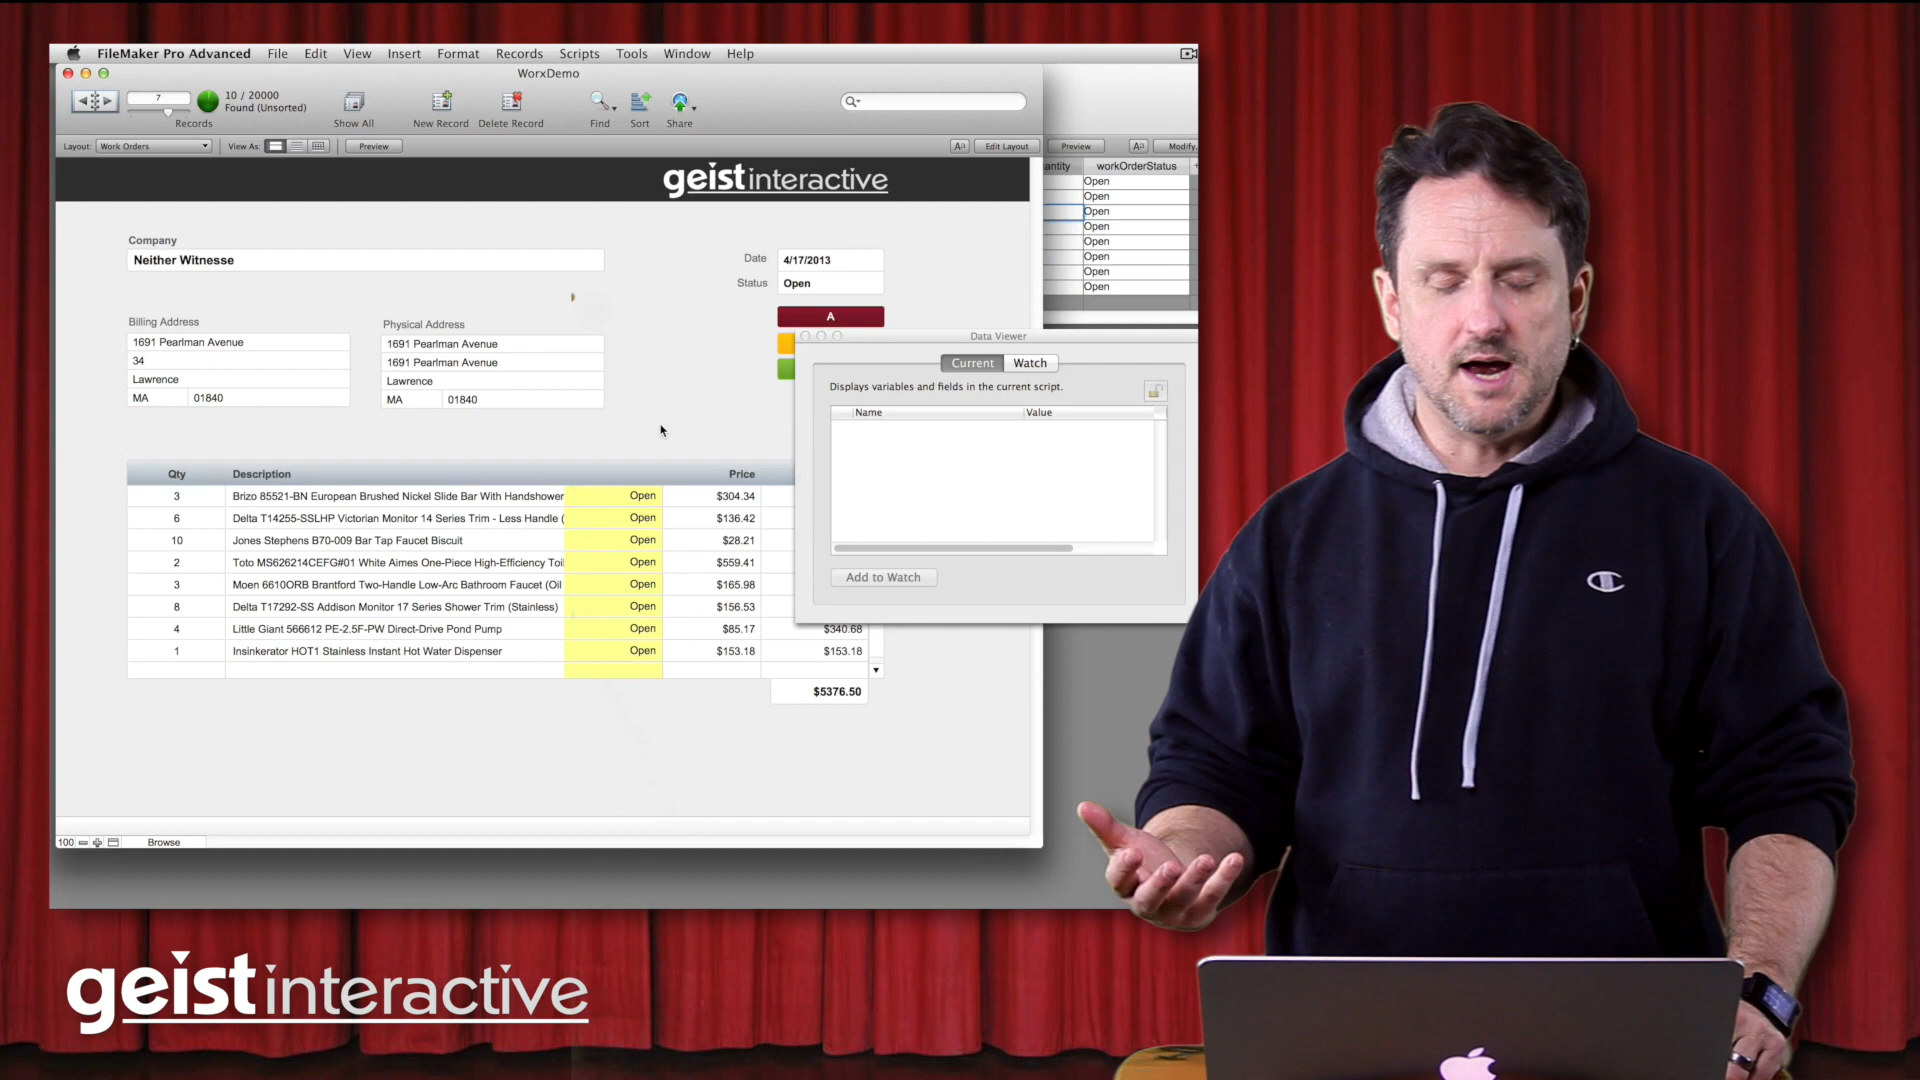 FileMaker Pro Advanced File Edit View Insert Format Records Scripts Tools Window Help
WorxDemo
7
10 / 20000
Found (Unsorted)
Records
Show All
New Record
Delete Record
Find
Sort
Share
Layout: Work Orders
View As:
Preview
Aa
Edit Layout
Preview
Aa
Modify
geistinteractive
antity workOrderStatus +
Open
Open
Open
Open
Open
Open
Open
Open
Company
Neither Witnesse
Date 4/17/2013
Status Open
A
Billing Address
1691 Pearlman Avenue
34
Lawrence
MA 01840
Physical Address
1691 Pearlman Avenue
1691 Pearlman Avenue
Lawrence
MA 01840
Data Viewer
Current Watch
Displays variables and fields in the current script.
Name Value
Add to Watch
Qty Description Price
3 Brizo 85521-BN European Brushed Nickel Slide Bar With Handshower Open $304.34
6 Delta T14255-SSLHP Victorian Monitor 14 Series Trim - Less Handle ( Open $136.42
10 Jones Stephens B70-009 Bar Tap Faucet Biscuit Open $28.21
2 Toto MS626214CEFG#01 White Aimes One-Piece High-Efficiency Toi Open $559.41
3 Moen 6610ORB Brantford Two-Handle Low-Arc Bathroom Faucet (Oil Open $165.98
8 Delta T17292-SS Addison Monitor 17 Series Shower Trim (Stainless) Open $156.53
4 Little Giant 566612 PE-2.5F-PW Direct-Drive Pond Pump Open $85.17 $340.68
1 Insinkerator HOT1 Stainless Instant Hot Water Dispenser Open $153.18 $153.18
$5376.50
100 Browse
geistinteractive